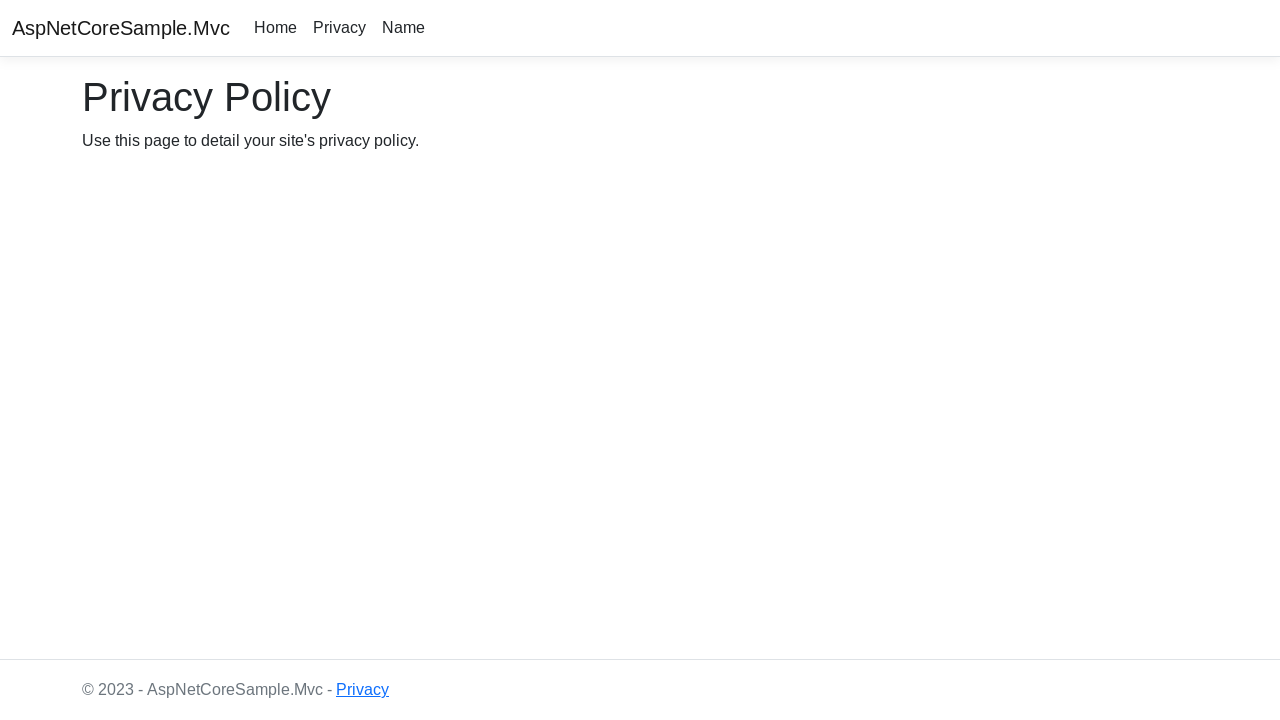 AspNetCoreSample.Mvc Home Privacy Name
Privacy Policy
Use this page to detail your site's privacy policy.
© 2023 - AspNetCoreSample.Mvc - Privacy